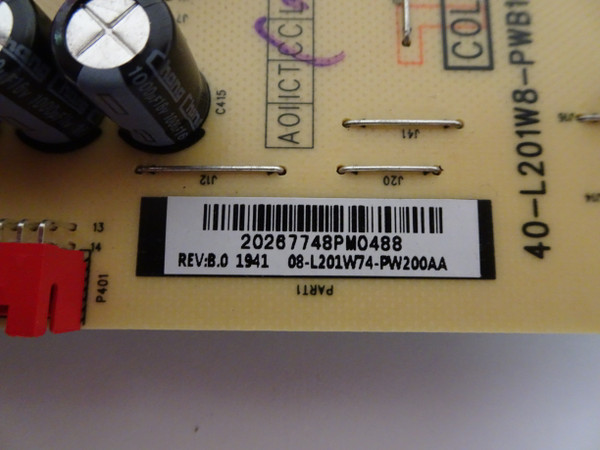 20267748PM0488
REV:B.0 1941 08-L201W74-PW200AA
PART1
40-L201W8-PWB1
AOI ICT CC L
COL
J41
J12
J20
C415
13
14
P401